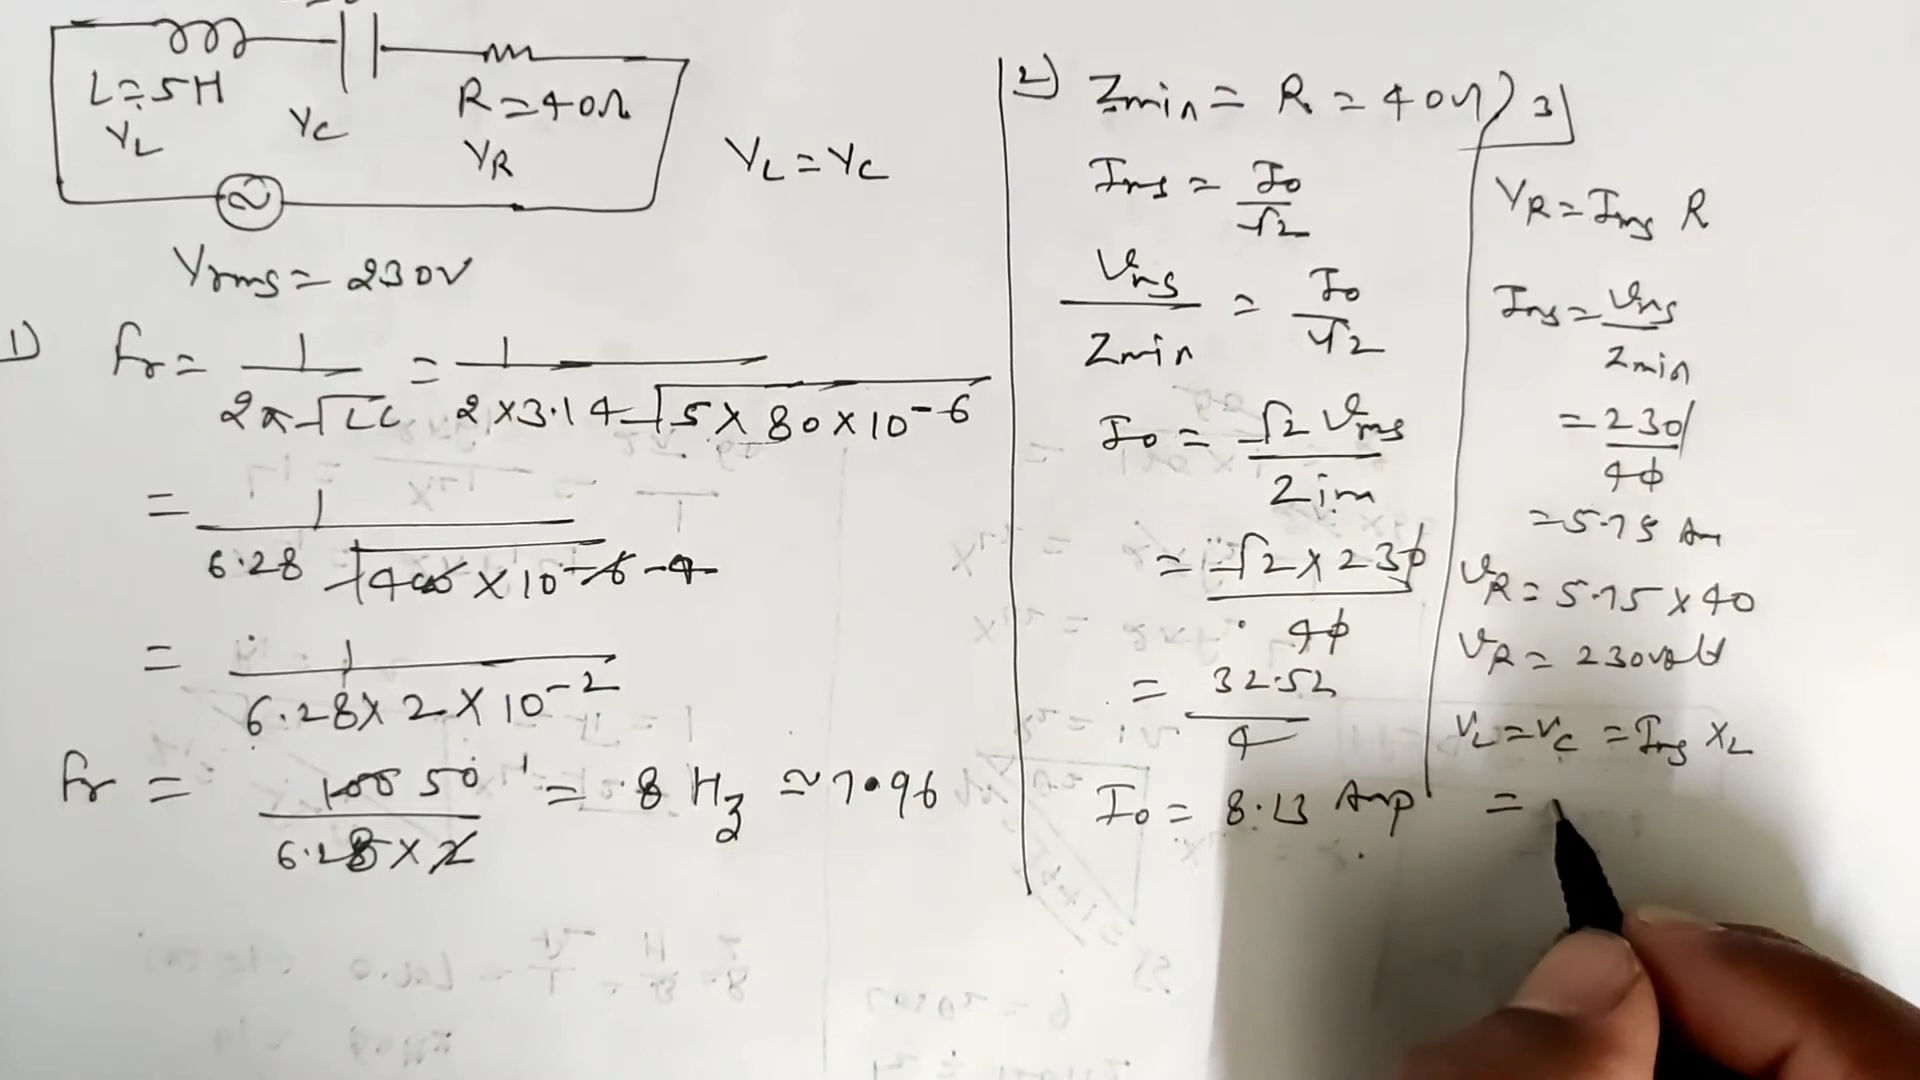 L=5H
VL
VC
R=40Ω
VR
VL=VC
Vrms=230V
1) fr= 1/2π√LC = 1/2×3.14√5×80×10^-6
= 1/6.28 √400×10^-6 -4
= 1/6.28×2×10^-2
fr = 100 50/6.28×2 = 8 Hz ≈7.96
2) Zmin= R =40Ω
Irms= I0/√2
Vrms/Zmin = I0/√2
I0= √2 Vrms/Zim
= √2×230/40
= 32.52/4
I0= 8.13 Amp
3)
VR=Irms R
Irms= Vrms/Zmin
= 230/40
=5.75 Am
VR=5.75×40
VR=230volt
VL=VC =Irms XL
=